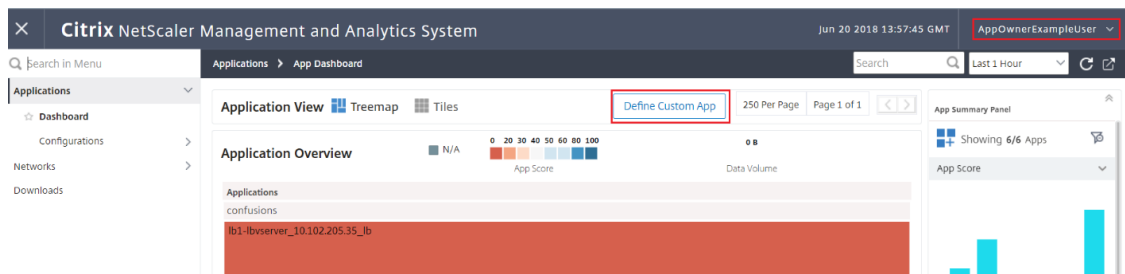 Citrix NetScaler Management and Analytics System
Jun 20 2018 13:57:45 GMT
AppOwnerExampleUser
Search in Menu
Applications > App Dashboard
Search
Last 1 Hour
Applications
Dashboard
Configurations
Networks
Downloads
Application View Treemap Tiles
Define Custom App
250 Per Page Page 1 of 1
Application Overview
N/A
0 20 30 40 50 60 80 100
App Score
0 B
Data Volume
Applications
confusions
lb1-lbvserver_10.102.205.35_lb
App Summary Panel
Showing 6/6 Apps
App Score